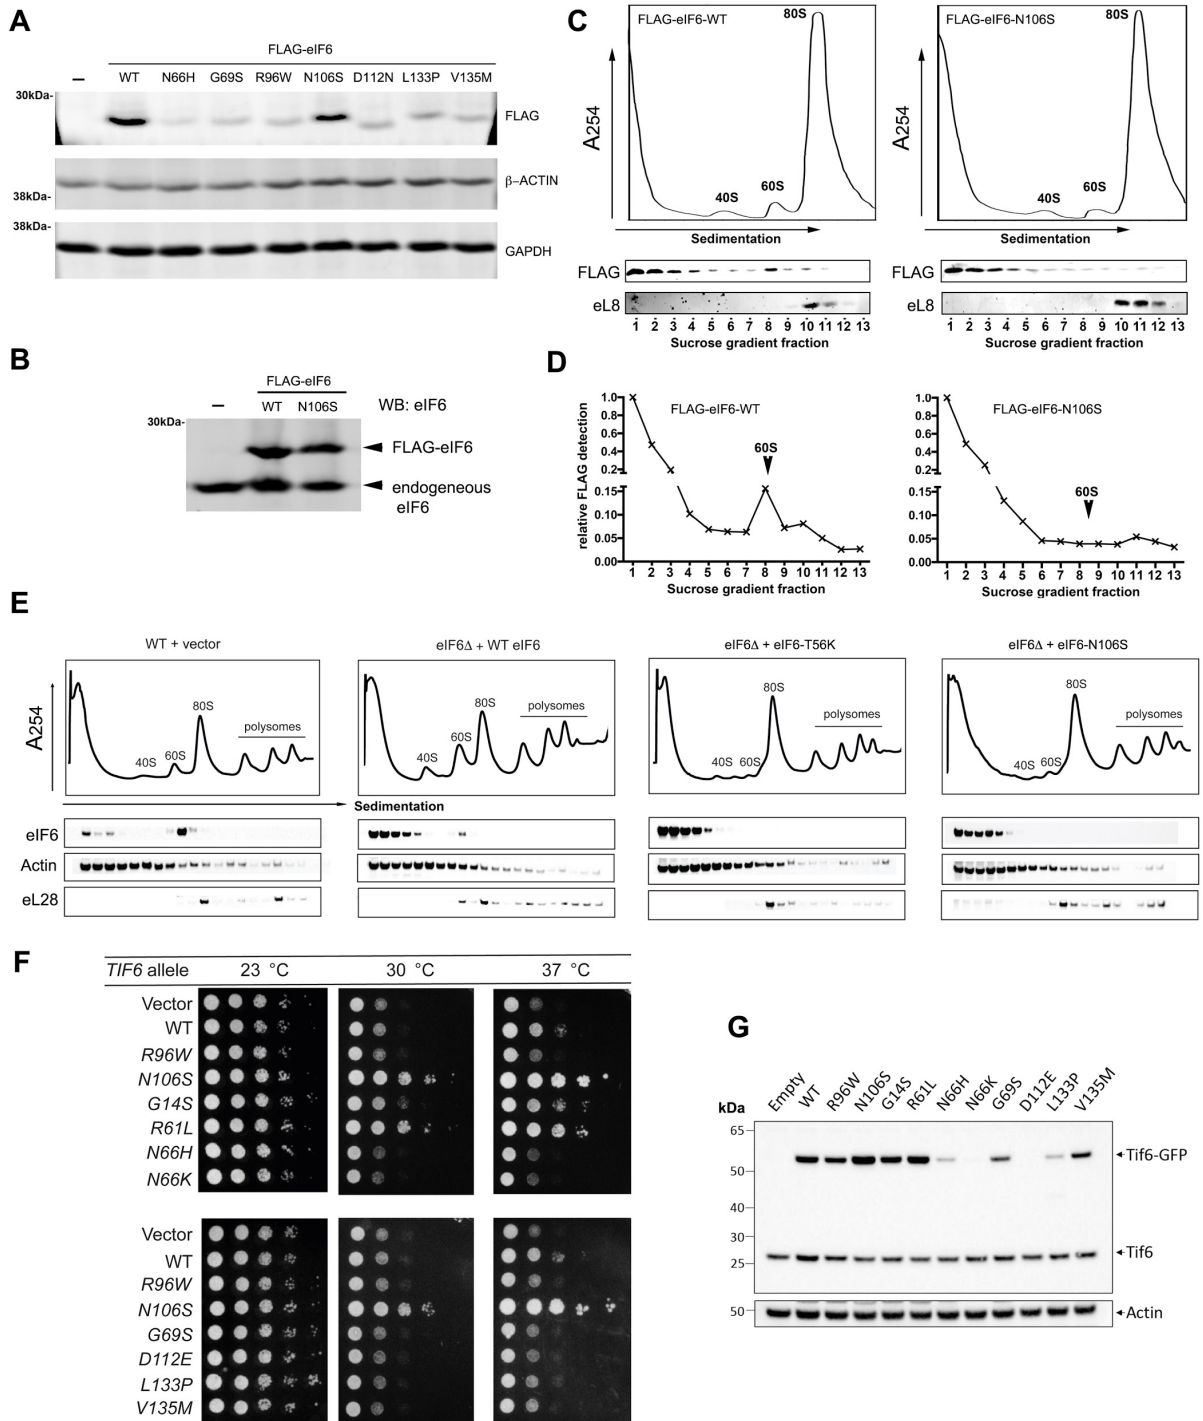 A
FLAG-eIF6
– WT N66H G69S R96W N106S D112N L133P V135M
30kDa-
FLAG
β–ACTIN
38kDa-
38kDa-
GAPDH
B
FLAG-eIF6
– WT N106S WB: eIF6
30kDa-
FLAG-eIF6
endogeneous
eIF6
C
FLAG-eIF6-WT
80S
A254
40S
60S
Sedimentation
FLAG
eL8
1 2 3 4 5 6 7 8 9 10 11 12 13
Sucrose gradient fraction
FLAG-eIF6-N106S
80S
A254
40S
60S
Sedimentation
FLAG
eL8
1 2 3 4 5 6 7 8 9 10 11 12 13
Sucrose gradient fraction
D
relative FLAG detection
FLAG-eIF6-WT
60S
1.0
0.8
0.6
0.4
0.2
0.15
0.10
0.05
0.00
1 2 3 4 5 6 7 8 9 10 11 12 13
Sucrose gradient fraction
FLAG-eIF6-N106S
60S
1.0
0.8
0.6
0.4
0.2
0.15
0.10
0.05
0.00
1 2 3 4 5 6 7 8 9 10 11 12 13
Sucrose gradient fraction
E
WT + vector
A254
40S
60S
80S
polysomes
eIF6Δ + WT eIF6
40S
60S
80S
polysomes
eIF6Δ + eIF6-T56K
40S
60S
80S
polysomes
eIF6Δ + eIF6-N106S
40S
60S
80S
polysomes
Sedimentation
eIF6
Actin
eL28
F
TIF6 allele 23 °C 30 °C 37 °C
Vector
WT
R96W
N106S
G14S
R61L
N66H
N66K
Vector
WT
R96W
N106S
G69S
D112E
L133P
V135M
G
kDa
Empty WT R96W N106S G14S R61L N66H N66K G69S D112E L133P V135M
65
50
40
30
25
50
Tif6-GFP
Tif6
Actin